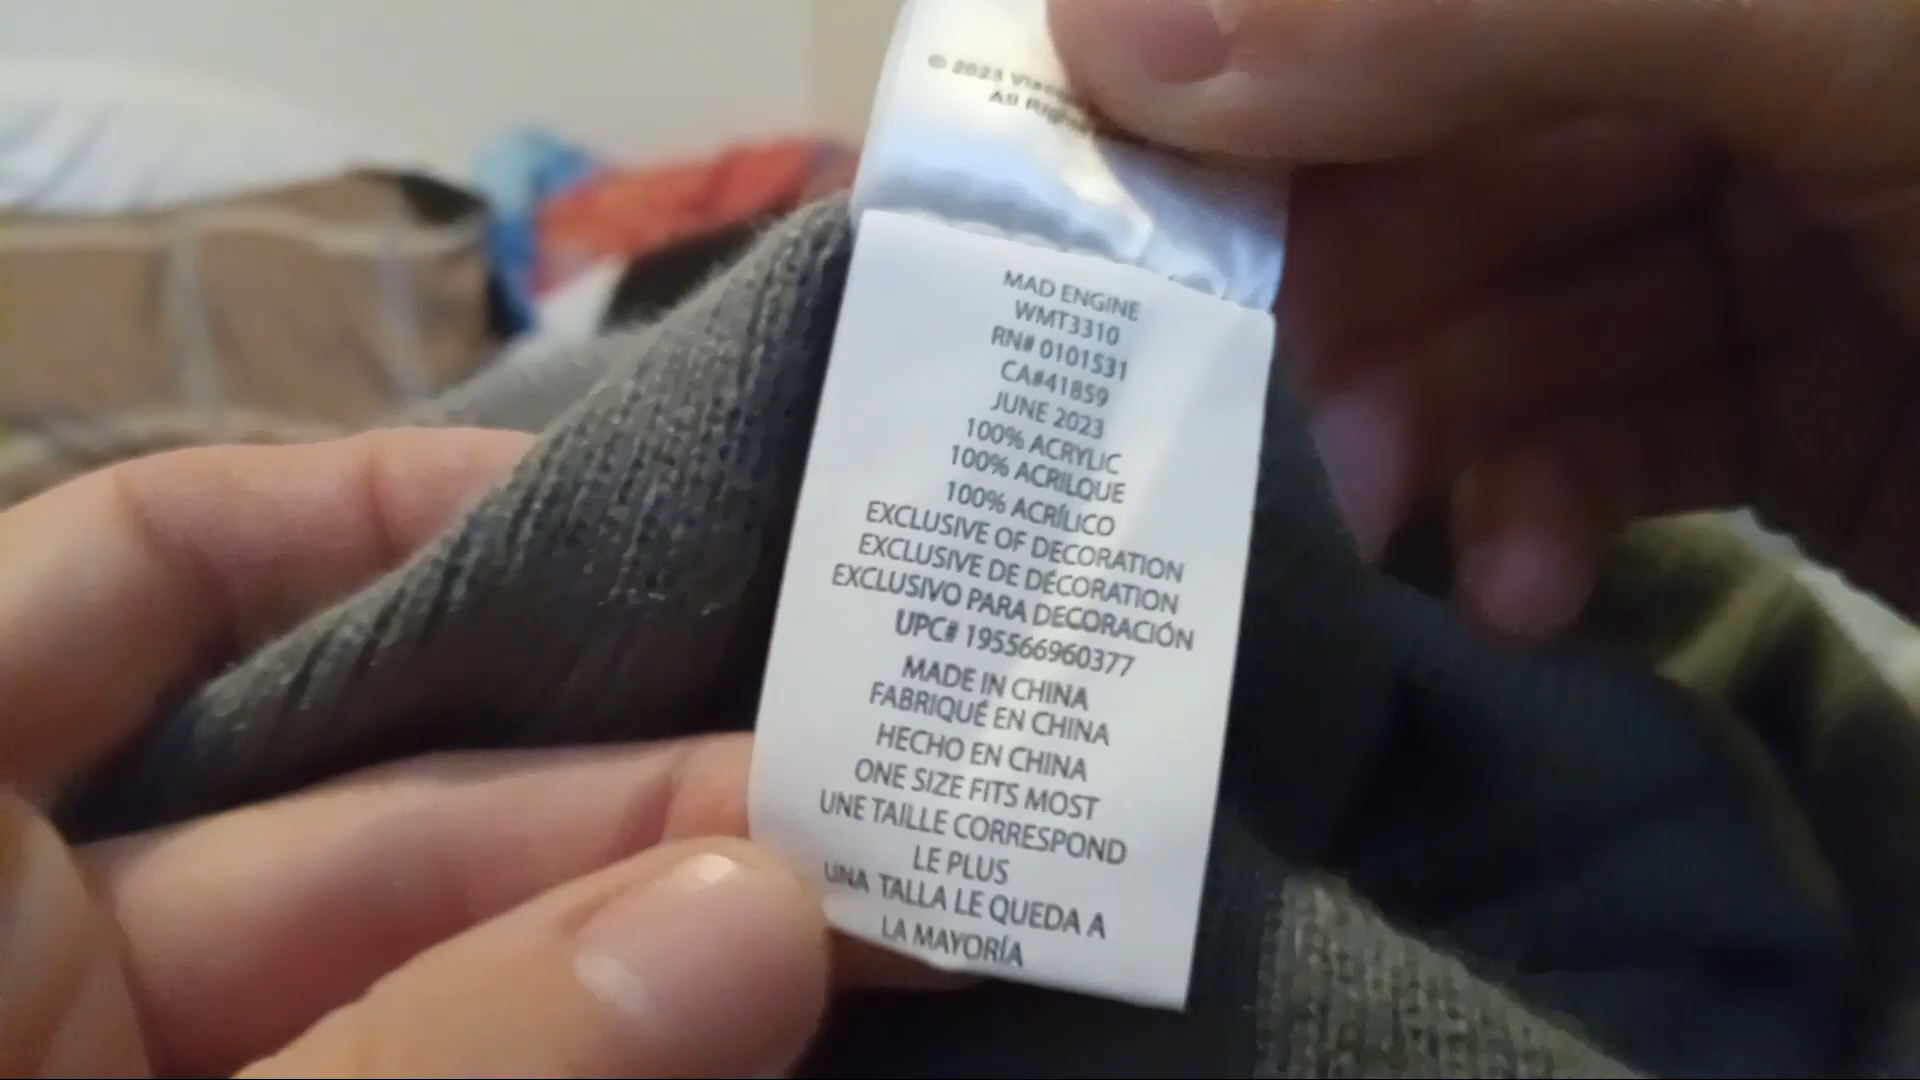 © 2023
All
MAD ENGINE
WMT3310
RN# 0101531
CA#41859
JUNE 2023
100% ACRYLIC
100% ACRILQUE
100% ACRÍLICO
EXCLUSIVE OF DECORATION
EXCLUSIVE DE DÉCORATION
EXCLUSIVO PARA DECORACIÓN
UPC# 195566960377
MADE IN CHINA
FABRIQUÉ EN CHINA
HECHO EN CHINA
ONE SIZE FITS MOST
UNE TAILLE CORRESPOND
LE PLUS
UNA TALLA LE QUEDA A
LA MAYORÍA